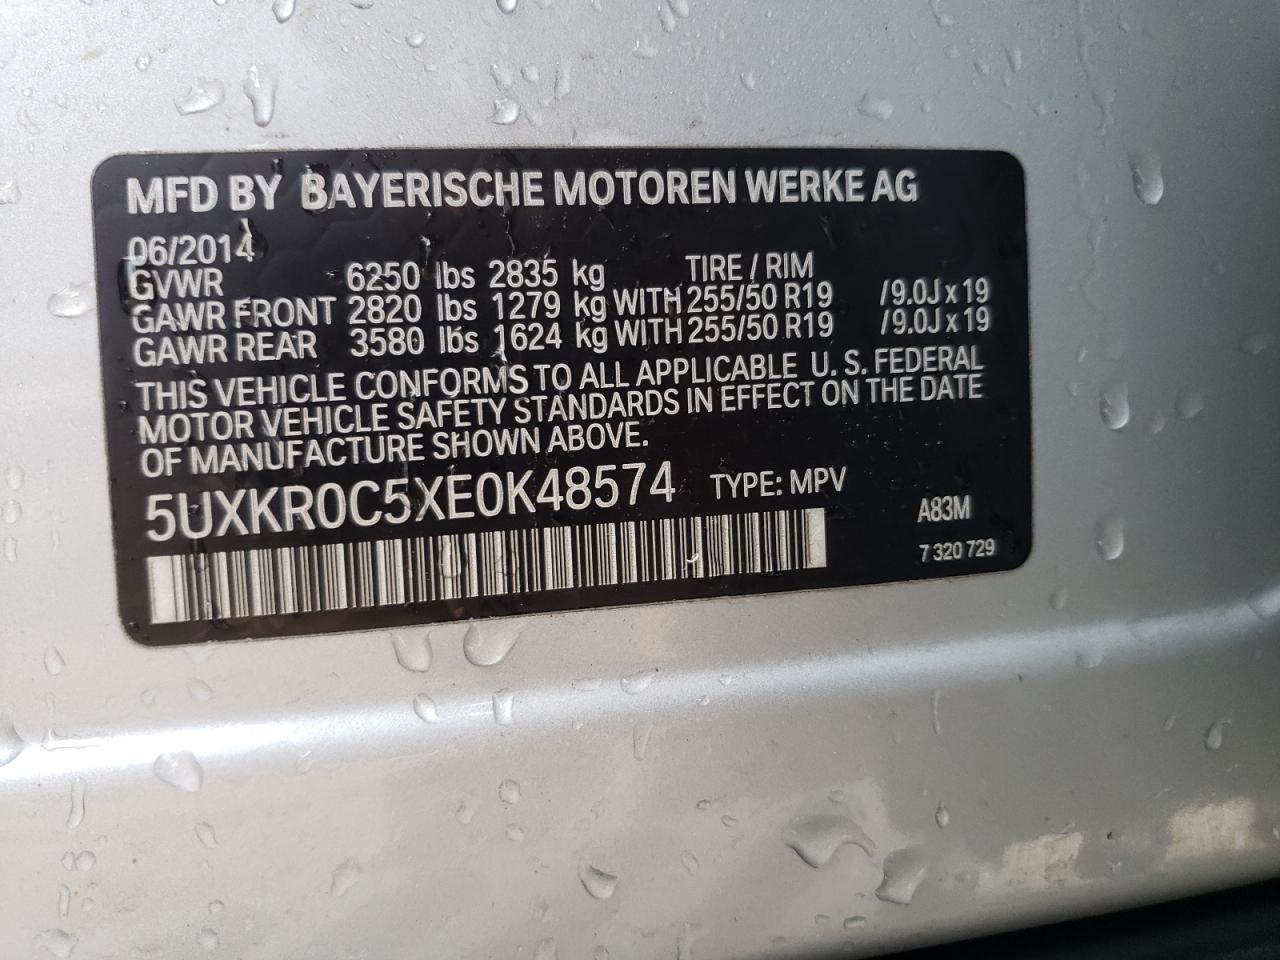 MFD BY BAYERISCHE MOTOREN WERKE AG
06/2014
TIRE / RIM
GVWR 6250 lbs 2835 kg
GAWR FRONT 2820 lbs 1279 kg WITH 255/50 R19 /9.0J x 19
GAWR REAR 3580 lbs 1624 kg WITH 255/50 R19 /9.0J x 19
THIS VEHICLE CONFORMS TO ALL APPLICABLE U. S. FEDERAL
MOTOR VEHICLE SAFETY STANDARDS IN EFFECT ON THE DATE
OF MANUFACTURE SHOWN ABOVE.
5UXKR0C5XE0K48574 TYPE: MPV
A83M
7 320 729